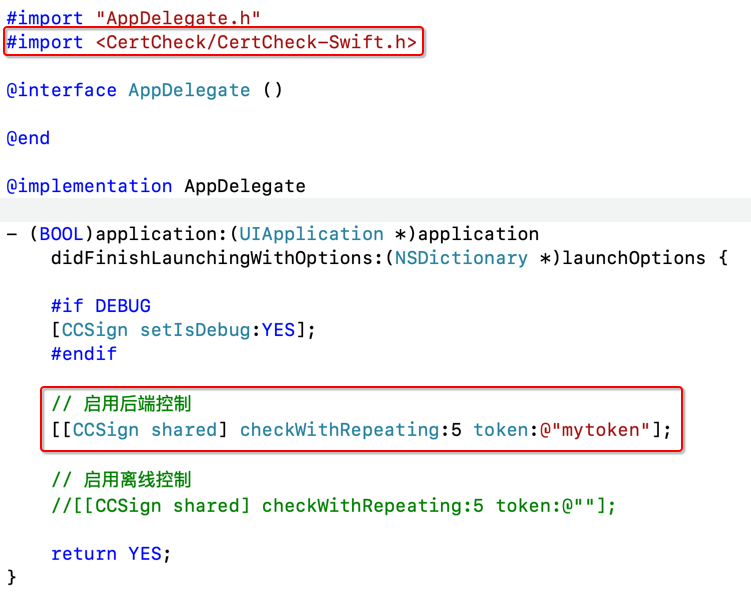 #import "AppDelegate.h"
#import <CertCheck/CertCheck-Swift.h>
@interface AppDelegate ()
@end
@implementation AppDelegate
- (BOOL)application:(UIApplication *)application
didFinishLaunchingWithOptions:(NSDictionary *)launchOptions {
#if DEBUG
[CCSign setIsDebug:YES];
#endif
// 启用后端控制
[[CCSign shared] checkWithRepeating:5 token:@"mytoken"];
// 启用离线控制
//[[CCSign shared] checkWithRepeating:5 token:@""];
return YES;
}